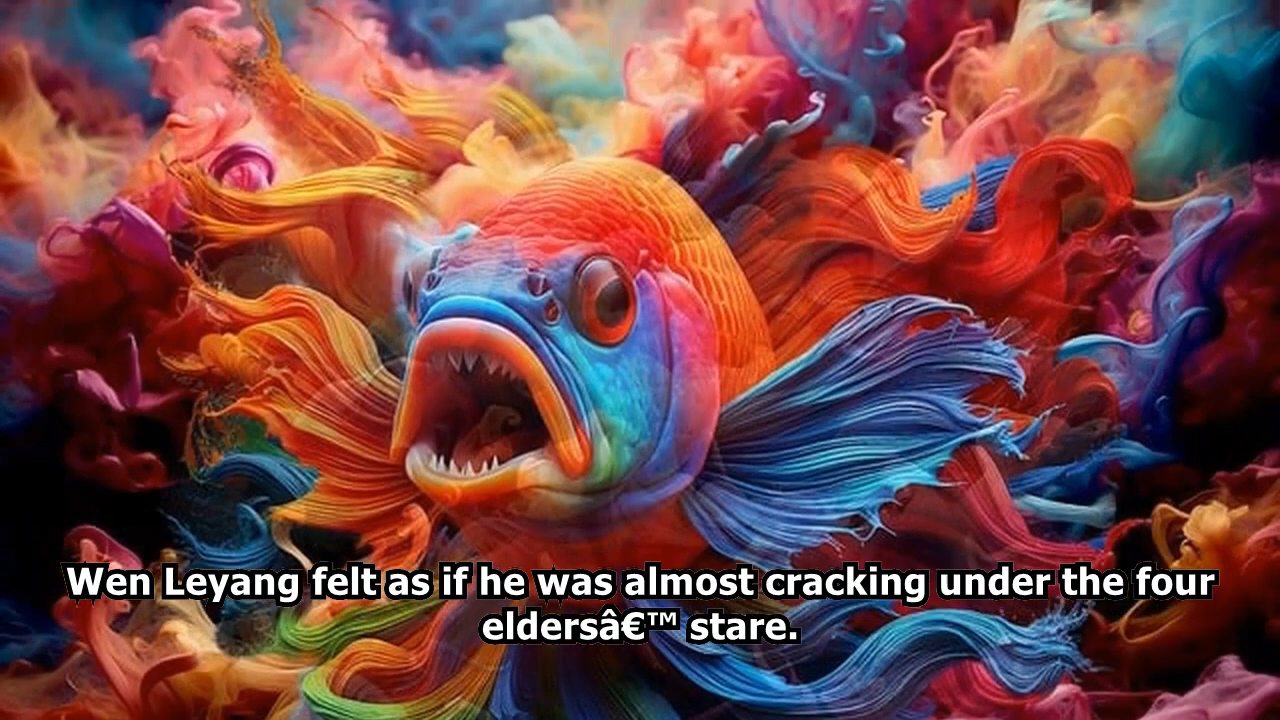 Wen Leyang felt as if he was almost cracking under the four
eldersâ€™ stare.